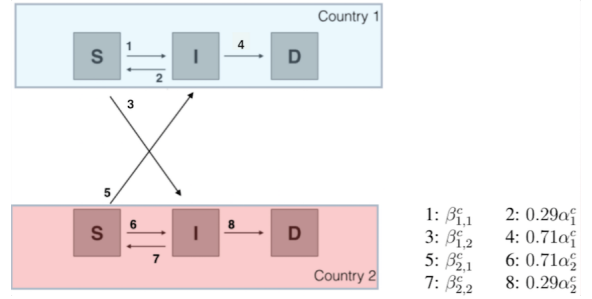 Country 1
S 1 I 4 D
2
3
5
S 6 I 8 D
7
Country 2
1: β^c_{1,1} 2: 0.29α^c_1
3: β^c_{1,2} 4: 0.71α^c_1
5: β^c_{2,1} 6: 0.71α^c_2
7: β^c_{2,2} 8: 0.29α^c_2